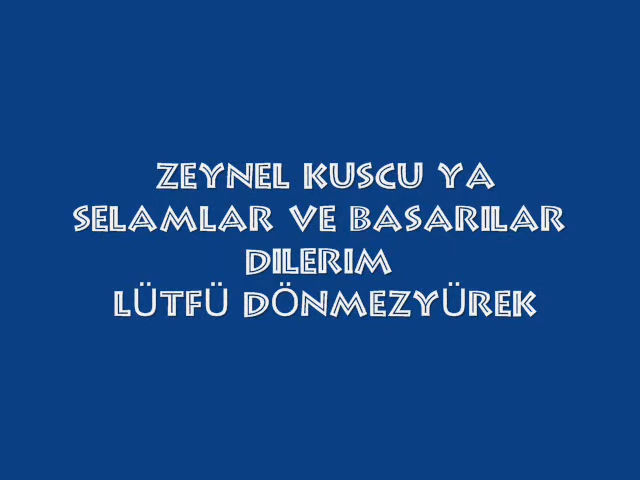 ZEYNEL KUSCU YA
SELAMLAR VE BASARILAR
DILERIM
LÜTFÜ DÖNMEZYÜREK